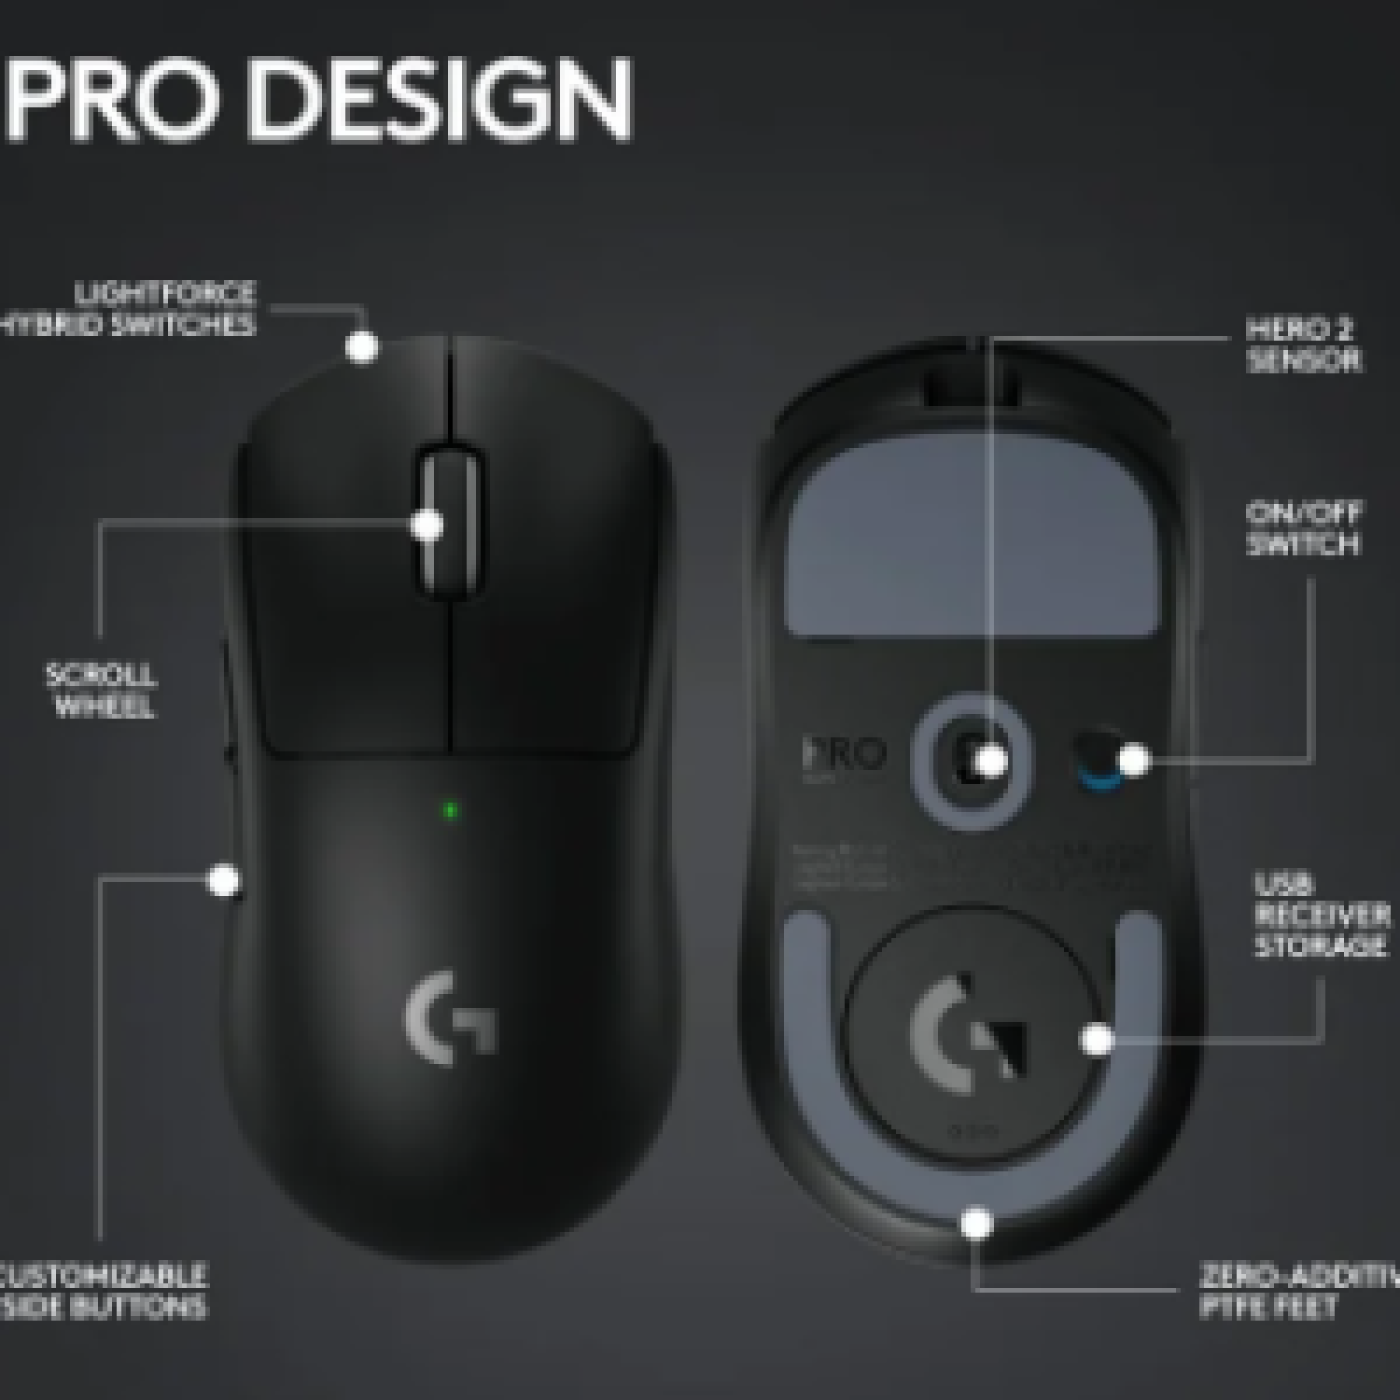 PRO DESIGN
LIGHTFORCE
HYBRID SWITCHES
HERO 2
SENSOR
ON/OFF
SWITCH
SCROLL
WHEEL
PRO
USB
RECEIVER
STORAGE
CUSTOMIZABLE
SIDE BUTTONS
ZERO-ADDITIV
PTFE FEET